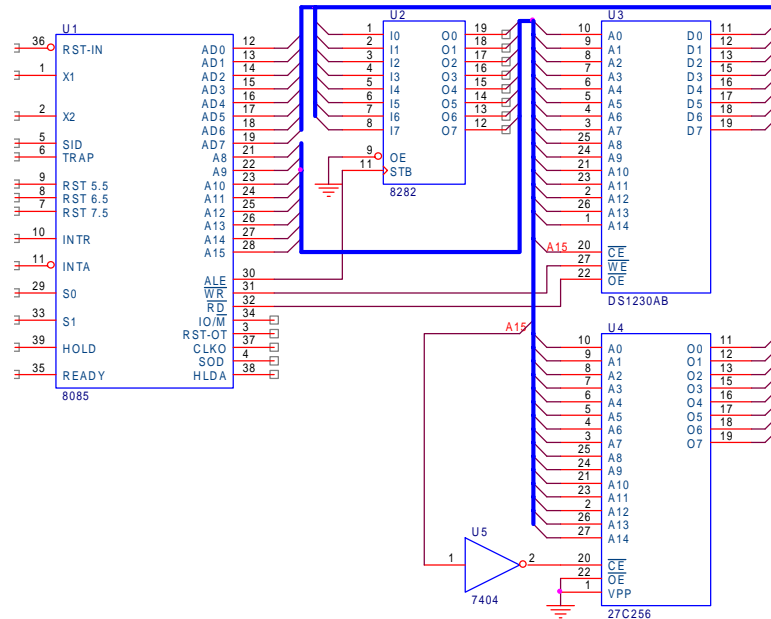 U1
36 RST-IN AD0 12
AD1 13
1 X1 AD2 14
AD3 15
AD4 16
2 X2 AD5 17
AD6 18
5 SID AD7 19
6 TRAP A8 21
A9 22
9 RST 5.5 A10 23
8 RST 6.5 A11 24
7 RST 7.5 A12 25
A13 26
10 INTR A14 27
A15 28
11 INTA
29 S0 ALE 30
WR 31
RD 32
33 S1 IO/M 34
RST-OT 3
39 HOLD CLKO 37
SOD 4
35 READY HLDA 38
8085
U2
1 I0 O0 19
2 I1 O1 18
3 I2 O2 17
4 I3 O3 16
5 I4 O4 15
6 I5 O5 14
7 I6 O6 13
8 I7 O7 12
9 OE
11 STB
8282
U3
10 A0 D0 11
9 A1 D1 12
8 A2 D2 13
7 A3 D3 15
6 A4 D4 16
5 A5 D5 17
4 A6 D6 18
3 A7 D7 19
25 A8
24 A9
21 A10
23 A11
2 A12
26 A13
1 A14
A15 20 CE
27 WE
22 OE
DS1230AB
A15
U4
10 A0 O0 11
9 A1 O1 12
8 A2 O2 13
7 A3 O3 15
6 A4 O4 16
5 A5 O5 17
4 A6 O6 18
3 A7 O7 19
25 A8
24 A9
21 A10
23 A11
2 A12
26 A13
27 A14
20 CE
22 OE
1 VPP
27C256
U5
1 2
7404